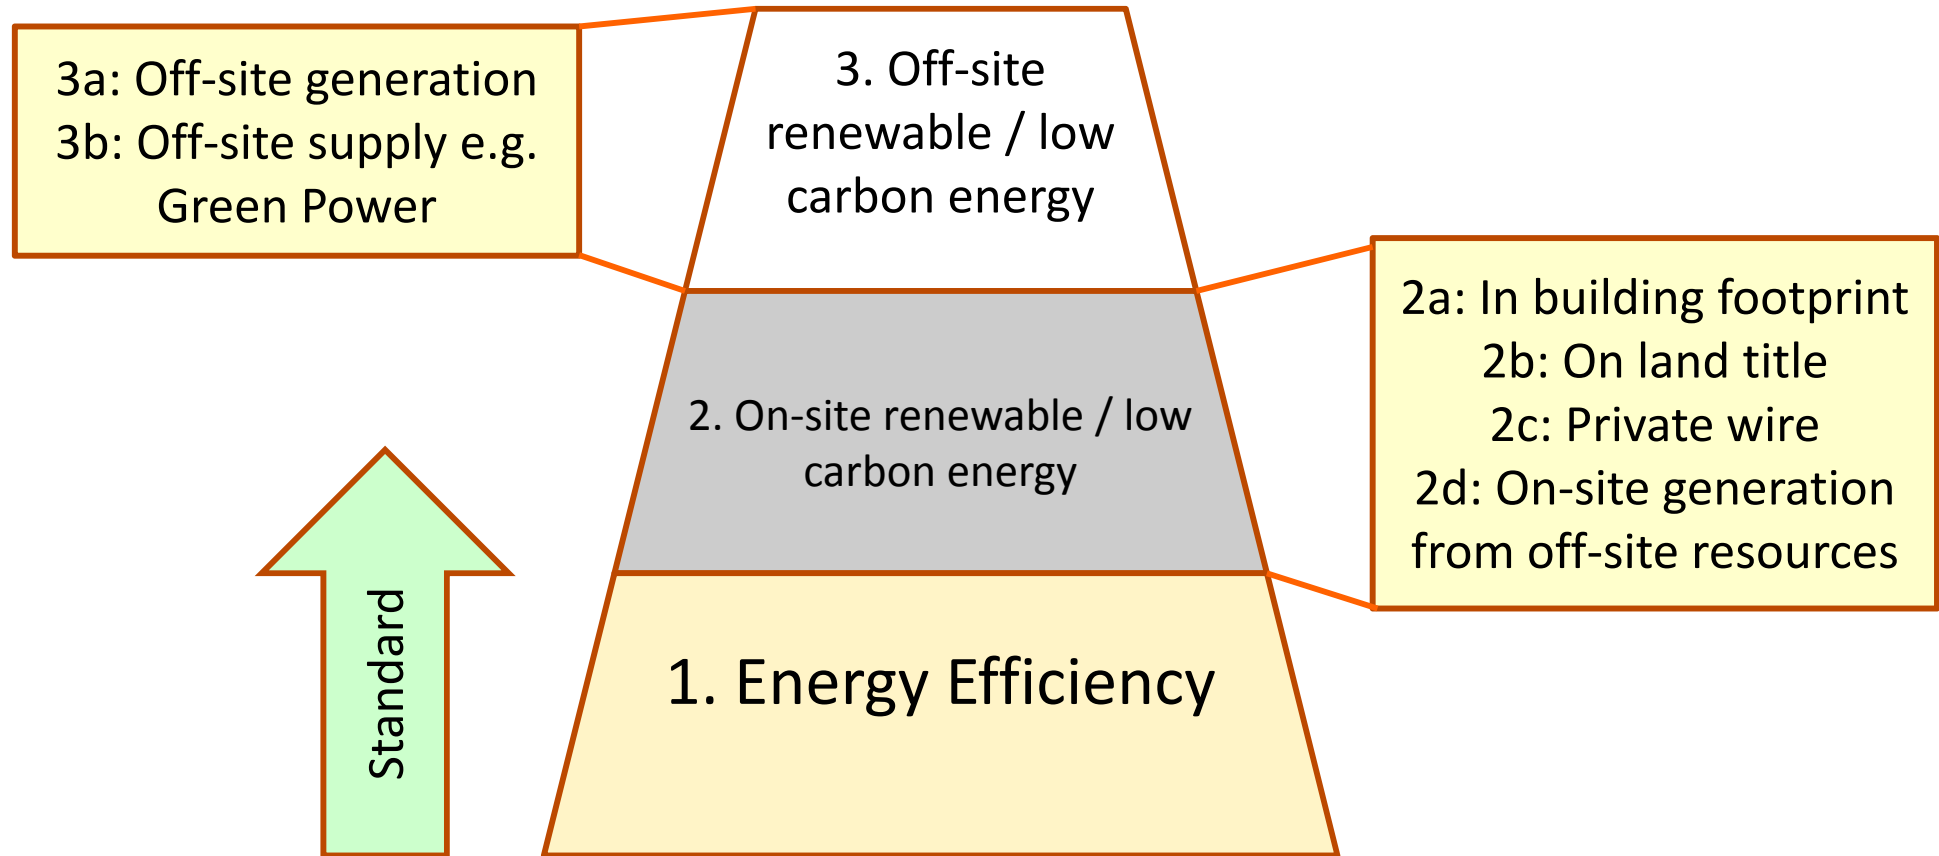 3a: Off-site generation
3b: Off-site supply e.g.
Green Power
3. Off-site
renewable / low
carbon energy
2a: In building footprint
2b: On land title
2c: Private wire
2d: On-site generation
from off-site resources
2. On-site renewable / low
carbon energy
Standard
1. Energy Efficiency